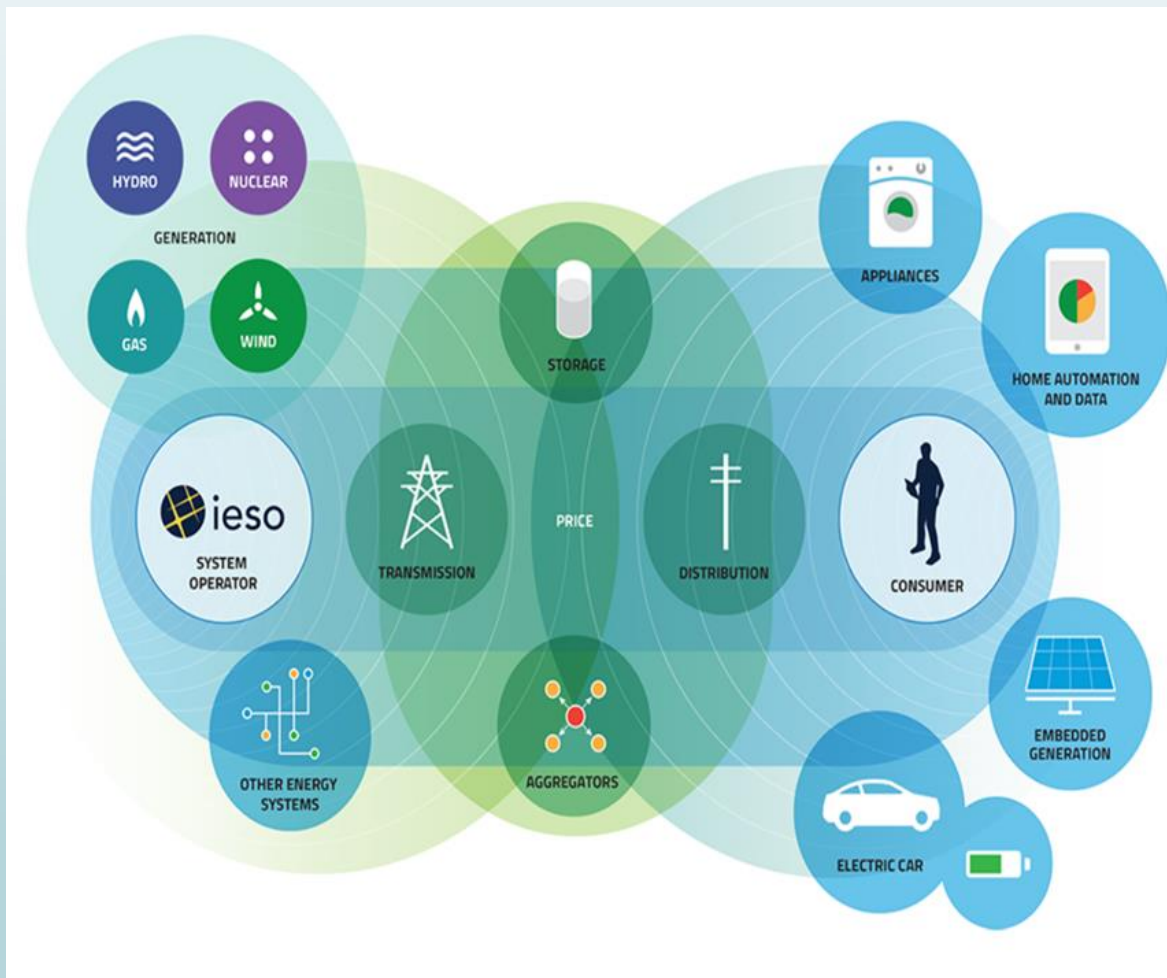 HYDRO
NUCLEAR
GENERATION
GAS
WIND
STORAGE
APPLIANCES
HOME AUTOMATION
AND DATA
ieso
SYSTEM
OPERATOR
TRANSMISSION
PRICE
DISTRIBUTION
CONSUMER
OTHER ENERGY
SYSTEMS
AGGREGATORS
EMBEDDED
GENERATION
ELECTRIC CAR